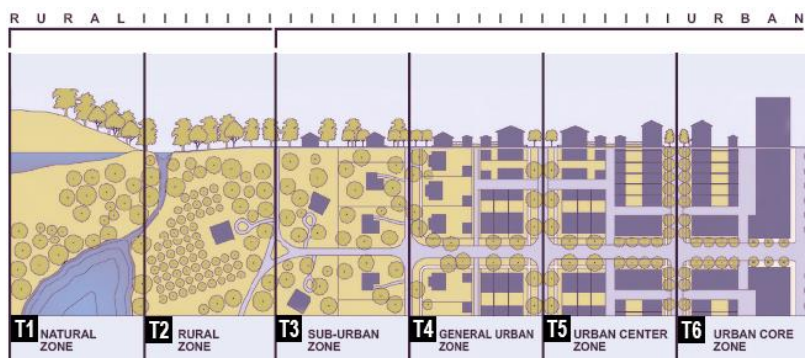 R U R A L I I I I I I I I I I I I I I I I I I I I I I I I I U R B A N
T1 NATURAL ZONE
T2 RURAL ZONE
T3 SUB-URBAN ZONE
T4 GENERAL URBAN ZONE
T5 URBAN CENTER ZONE
T6 URBAN CORE ZONE